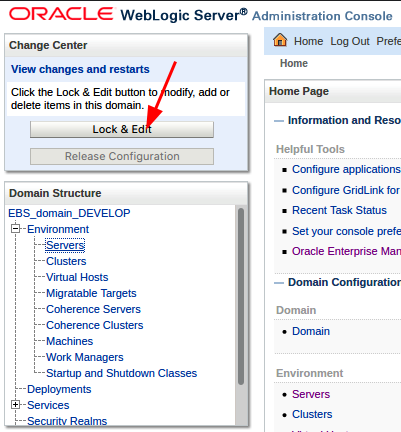 ORACLE WebLogic Server® Administration Console
Change Center
View changes and restarts
Click the Lock & Edit button to modify, add or
delete items in this domain.
Lock & Edit
Release Configuration
Domain Structure
EBS_domain_DEVELOP
Environment
Servers
Clusters
Virtual Hosts
Migratable Targets
Coherence Servers
Coherence Clusters
Machines
Work Managers
Startup and Shutdown Classes
Deployments
Services
Security Realms
Home Log Out Prefe
Home
Home Page
Information and Reso
Helpful Tools
Configure applications
Configure GridLink for
Recent Task Status
Set your console prefe
Oracle Enterprise Man
Domain Configuration
Domain
Domain
Environment
Servers
Clusters